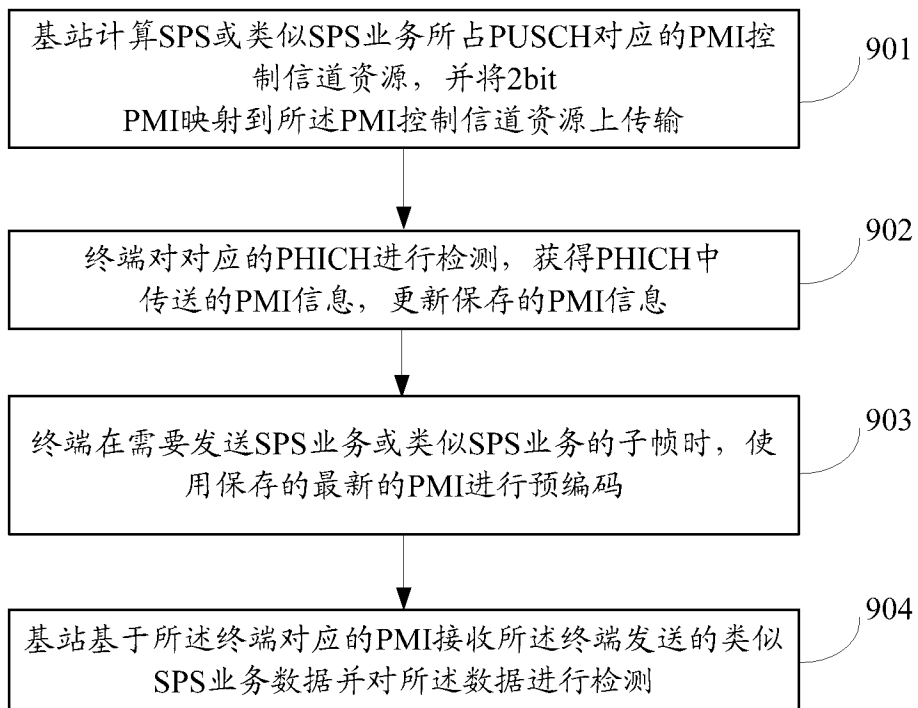 基站计算SPS或类似SPS业务所占PUSCH对应的PMI控
制信道资源，并将2bit
PMI映射到所述PMI控制信道资源上传输
901
终端对对应的PHICH进行检测，获得PHICH中
传送的PMI信息，更新保存的PMI信息
902
终端在需要发送SPS业务或类似SPS业务的子帧时，使
用保存的最新的PMI进行预编码
903
基站基于所述终端对应的PMI接收所述终端发送的类似
SPS业务数据并对所述数据进行检测
904